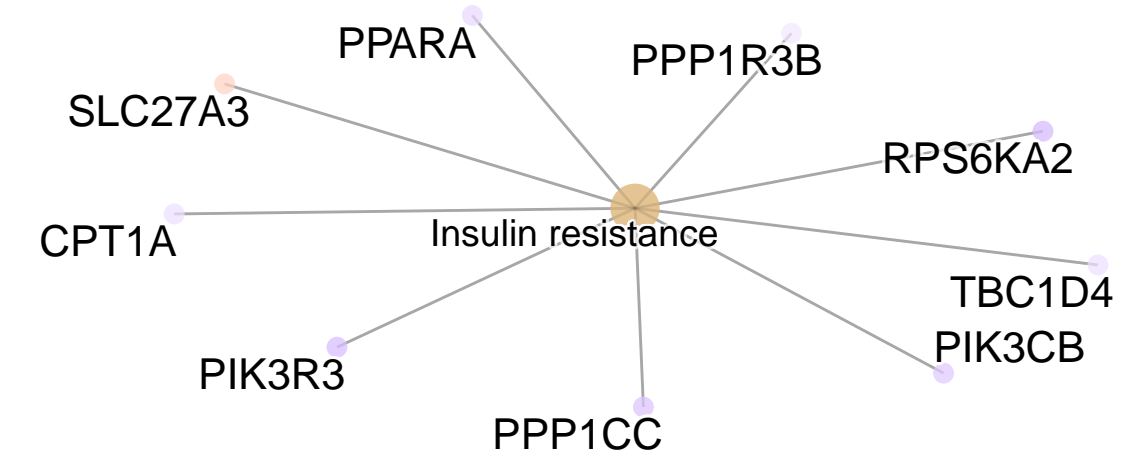 PPARA
PPP1R3B
SLC27A3
RPS6KA2
CPT1A
Insulin resistance
TBC1D4
PIK3CB
PIK3R3
PPP1CC